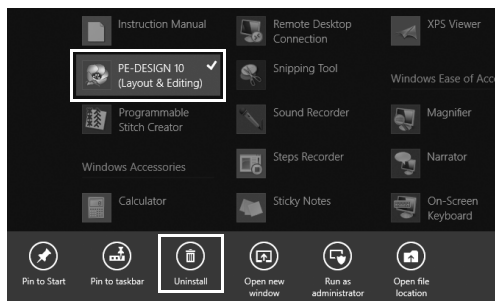 Instruction Manual
PE-DESIGN 10
(Layout & Editing)
Programmable
Stitch Creator
Windows Accessories
Calculator
Remote Desktop
Connection
Snipping Tool
Sound Recorder
Steps Recorder
Sticky Notes
XPS Viewer
Windows Ease of Acc
Magnifier
Narrator
On-Screen
Keyboard
Pin to Start
Pin to taskbar
Uninstall
Open new
window
Run as
administrator
Open file
location